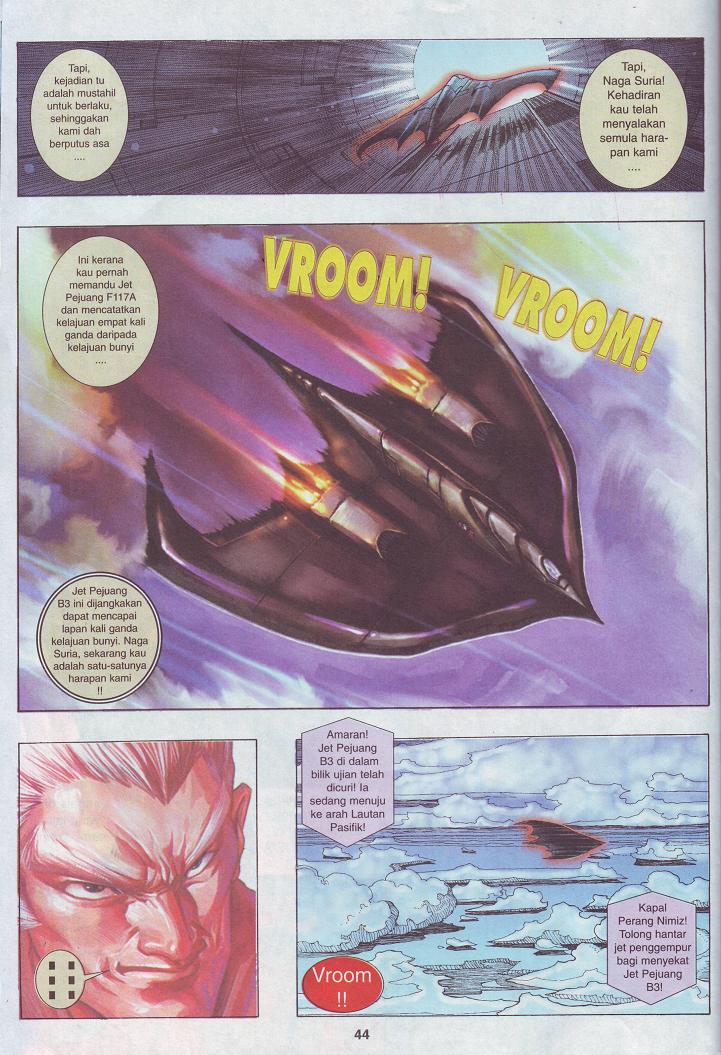 Tapi,
kejadian tu
adalah mustahil
untuk berlaku,
sehinggakan
kami dah
berputus asa
....
Tapi,
Naga Suria!
Kehadiran
kau telah
menyalakan
semula hara-
pan kami
....
Ini kerana
kau pernah
memandu Jet
Pejuang F117A
dan mencatatkan
kelajuan empat kali
ganda daripada
kelajuan bunyi
....
VROOM!
VROOM!
Jet Pejuang
B3 ini dijangkakan
dapat mencapai
lapan kali ganda
kelajuan bunyi. Naga
Suria, sekarang kau
adalah satu-satunya
harapan kami
!!
Amaran!
Jet Pejuang
B3 di dalam
bilik ujian telah
dicuri! Ia
sedang menuju
ke arah Lautan
Pasifik!
Kapal
Perang Nimiz!
Tolong hantar
jet penggempur
bagi menyekat
Jet Pejuang
B3!
Vroom
!!
44